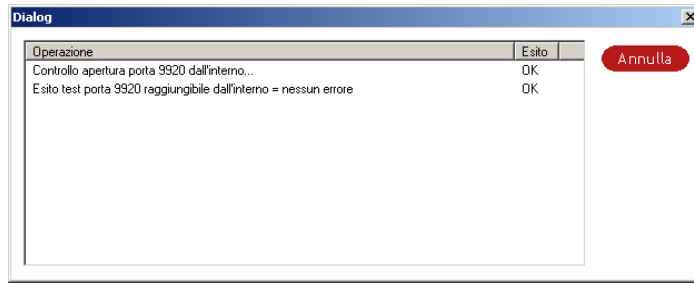 Dialog
Operazione Esito
Controllo apertura porta 9920 dall'interno... OK
Esito test porta 9920 raggiungibile dall'interno = nessun errore OK
Annulla